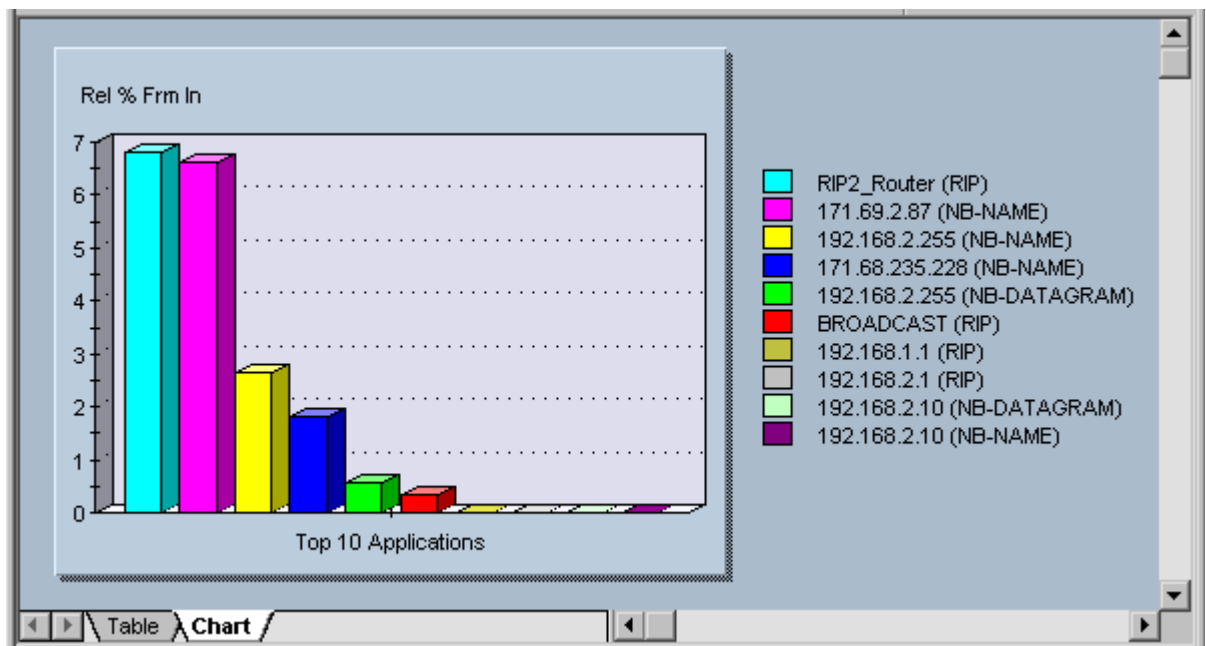 Rel % Frm In
7
6
5
4
3
2
1
0
Top 10 Applications
RIP2_Router (RIP)
171.69.2.87 (NB-NAME)
192.168.2.255 (NB-NAME)
171.68.235.228 (NB-NAME)
192.168.2.255 (NB-DATAGRAM)
BROADCAST (RIP)
192.168.1.1 (RIP)
192.168.2.1 (RIP)
192.168.2.10 (NB-DATAGRAM)
192.168.2.10 (NB-NAME)
Table Chart